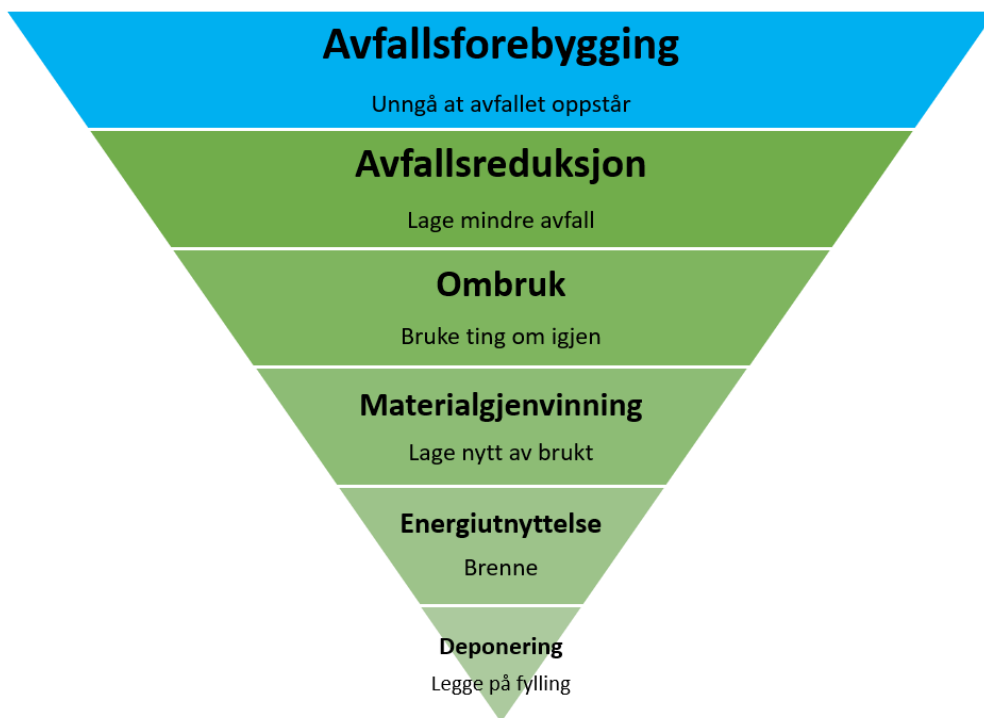 Avfallsforebygging
Unngå at avfallet oppstår
Avfallsreduksjon
Lage mindre avfall
Ombruk
Bruke ting om igjen
Materialgjenvinning
Lage nytt av brukt
Energiutnyttelse
Brenne
Deponering
Legge på fylling